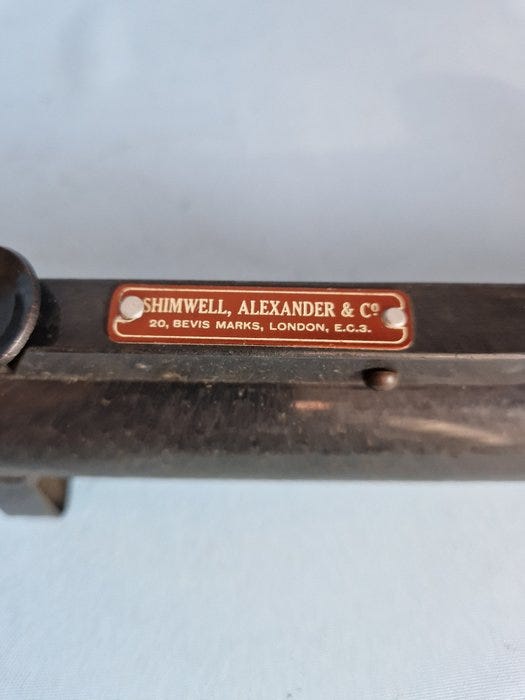 SHIMWELL, ALEXANDER & Cº
20, BEVIS MARKS, LONDON, E.C.3.